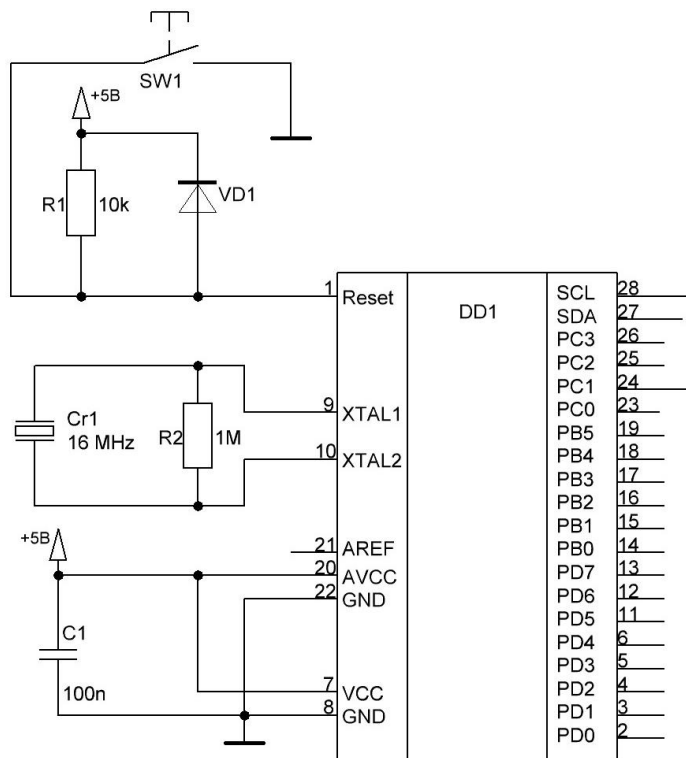 SW1
+5В
R1
10k
VD1
1
Reset
DD1
SCL
28
SDA
27
PC3
26
PC2
25
PC1
24
Cr1
16 MHz
R2
1M
9
XTAL1
PC0
23
PB5
19
10
XTAL2
PB4
18
PB3
17
PB2
16
PB1
15
+5В
21
AREF
PB0
14
20
AVCC
PD7
13
22
GND
PD6
12
PD5
11
C1
100n
PD4
6
PD3
5
7
VCC
PD2
4
8
GND
PD1
3
PD0
2